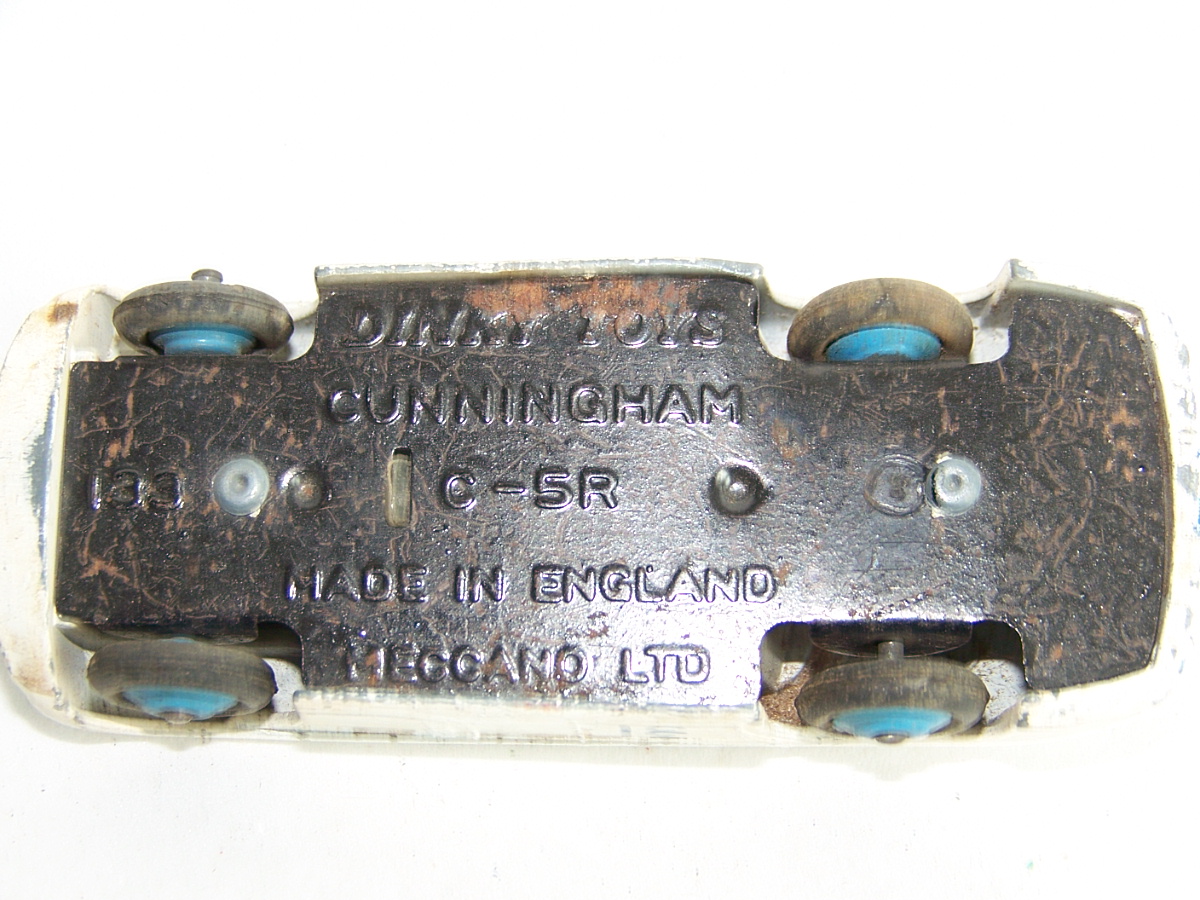 DINKY TOYS
CUNNINGHAM
133 C-5R
MADE IN ENGLAND
MECCANO LTD